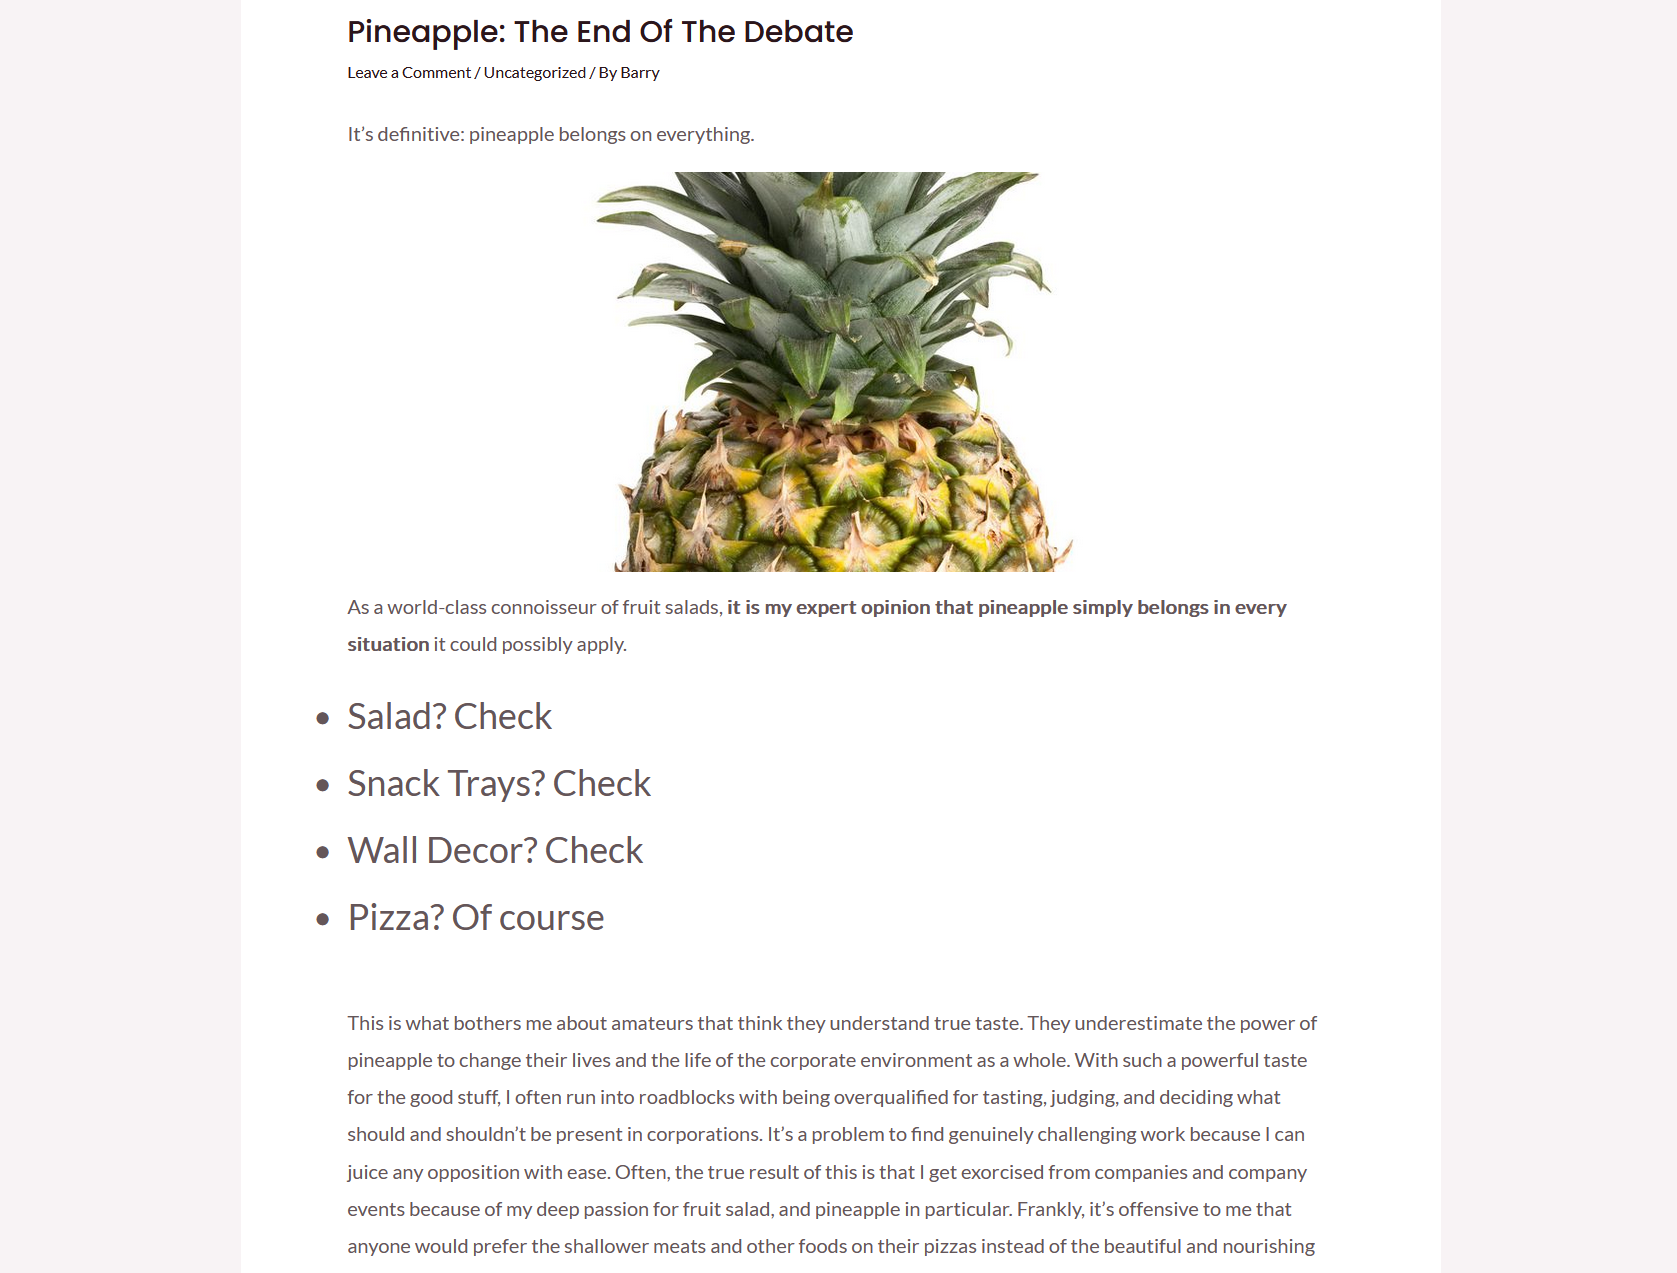 Pineapple: The End Of The Debate
Leave a Comment / Uncategorized / By Barry
It’s definitive: pineapple belongs on everything.
As a world-class connoisseur of fruit salads, it is my expert opinion that pineapple simply belongs in every
situation it could possibly apply.
• Salad? Check
• Snack Trays? Check
• Wall Decor? Check
• Pizza? Of course
This is what bothers me about amateurs that think they understand true taste. They underestimate the power of
pineapple to change their lives and the life of the corporate environment as a whole. With such a powerful taste
for the good stuff, I often run into roadblocks with being overqualified for tasting, judging, and deciding what
should and shouldn’t be present in corporations. It’s a problem to find genuinely challenging work because I can
juice any opposition with ease. Often, the true result of this is that I get exorcised from companies and company
events because of my deep passion for fruit salad, and pineapple in particular. Frankly, it’s offensive to me that
anyone would prefer the shallower meats and other foods on their pizzas instead of the beautiful and nourishing